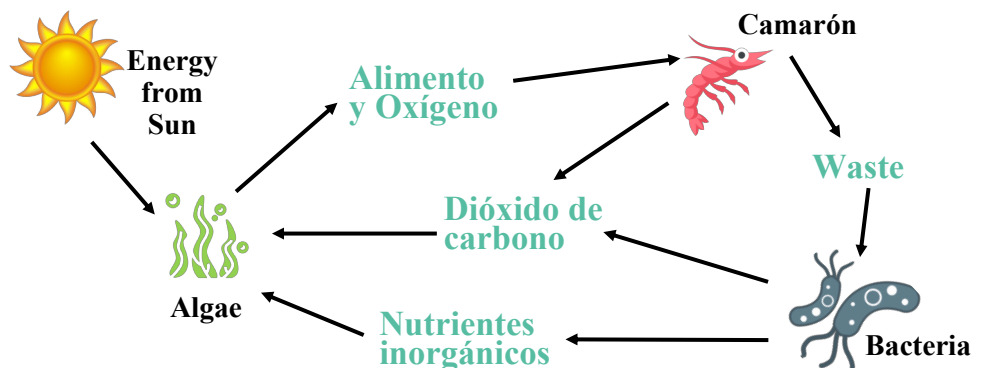 Energy
from
Sun
Alimento
y Oxígeno
Camarón
Waste
Dióxido de
carbono
Algae
Nutrientes
inorgánicos
Bacteria